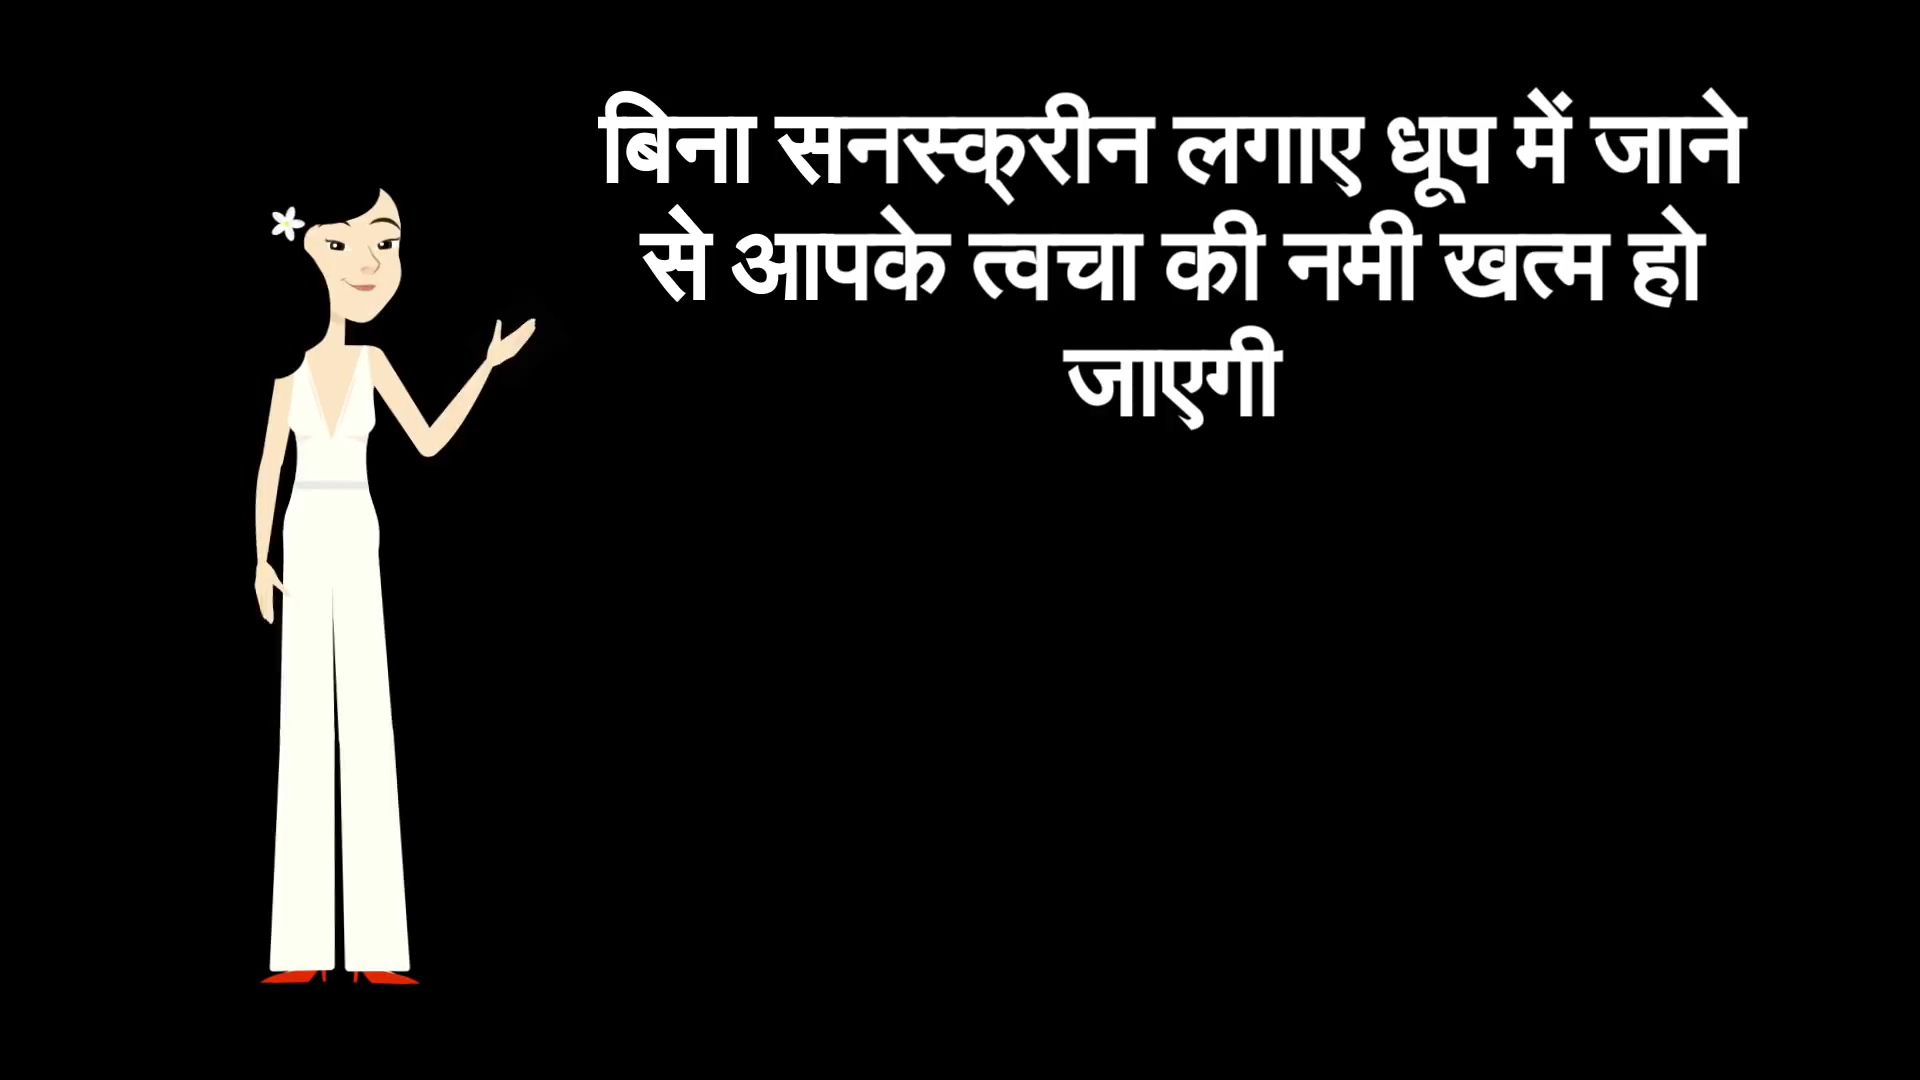 बिना सनस्क्रीन लगाए धूप में जाने
से आपके त्वचा की नमी खत्म हो
जाएगी